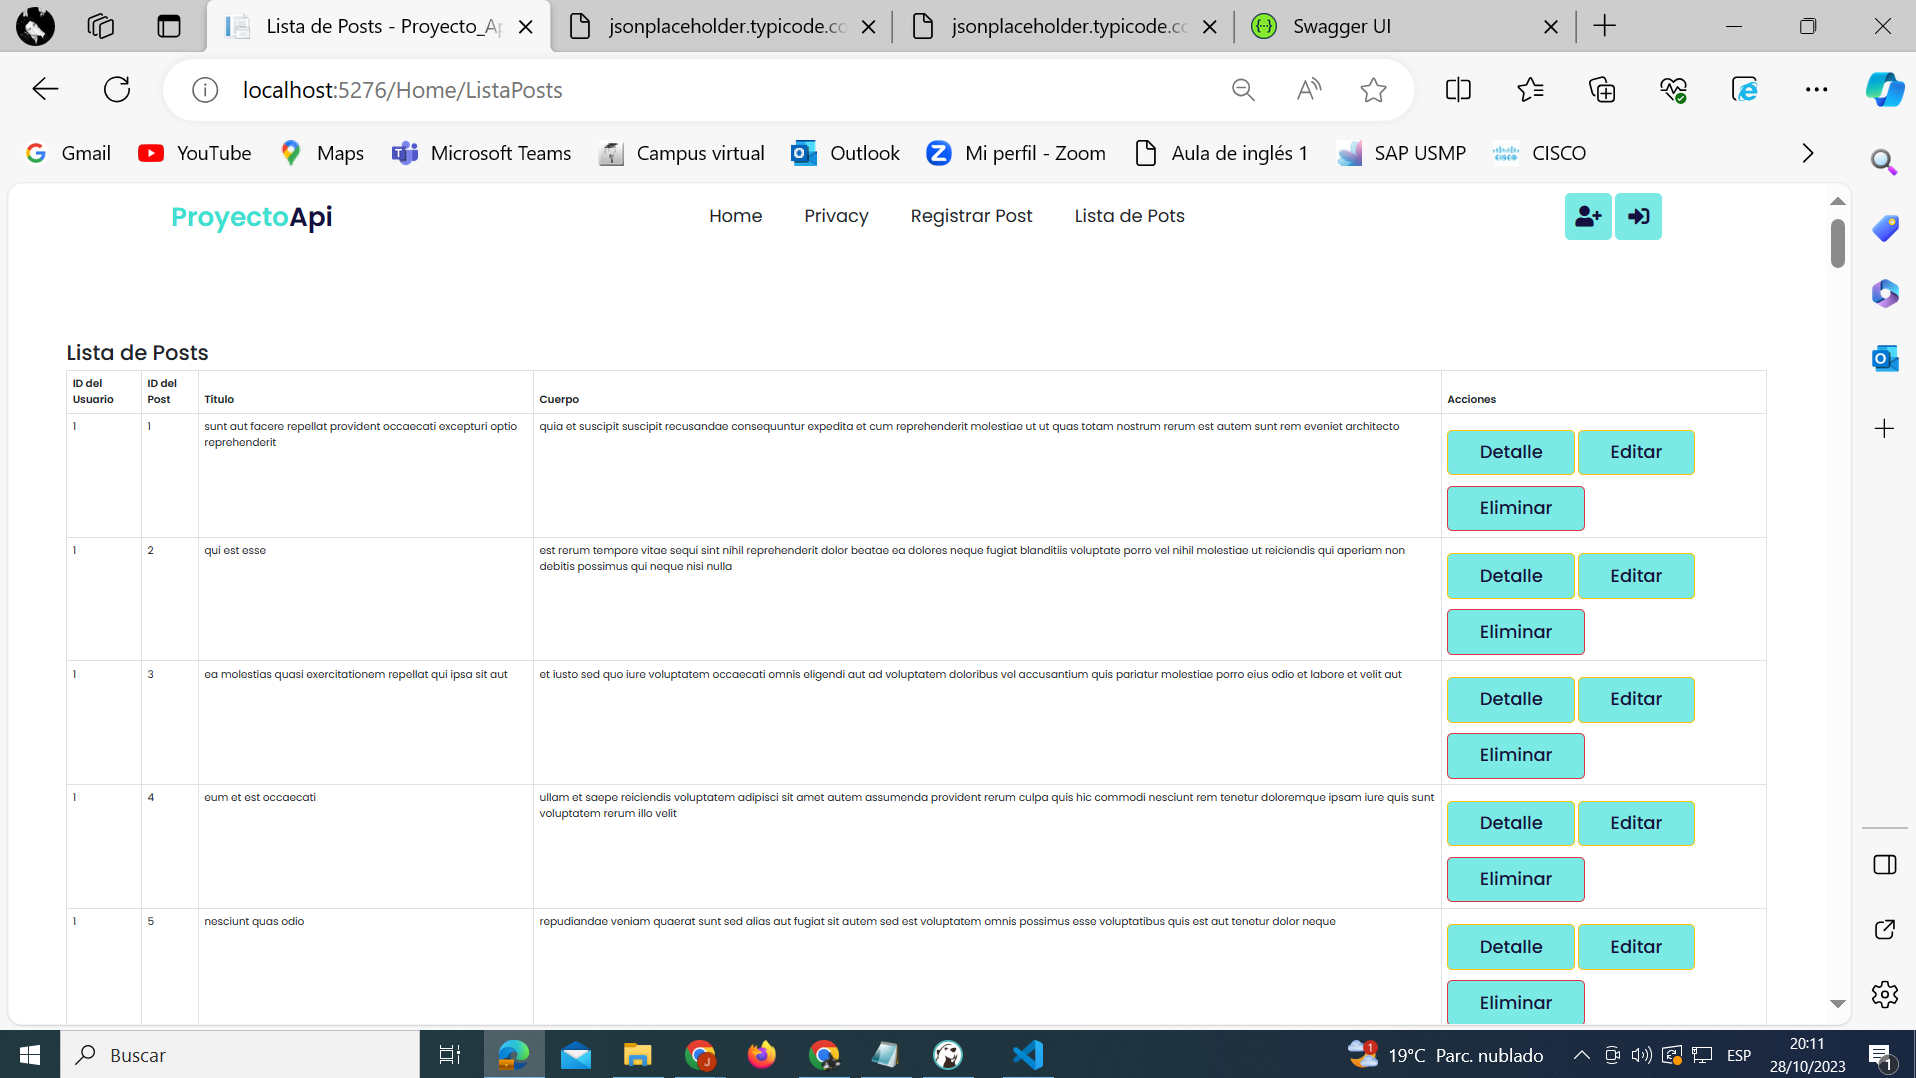 Lista de Posts - Proyecto_Ap
jsonplaceholder.typicode.co
jsonplaceholder.typicode.co
Swagger UI
localhost:5276/Home/ListaPosts
Gmail
YouTube
Maps
Microsoft Teams
Campus virtual
Outlook
Mi perfil - Zoom
Aula de inglés 1
SAP USMP
CISCO
ProyectoApi
Home
Privacy
Registrar Post
Lista de Pots
Lista de Posts
ID del Usuario
ID del Post
Titulo
Cuerpo
Acciones
1
1
sunt aut facere repellat provident occaecati excepturi optio
reprehenderit
quia et suscipit suscipit recusandae consequuntur expedita et cum reprehenderit molestiae ut ut quas totam nostrum rerum est autem sunt rem eveniet architecto
Detalle
Editar
Eliminar
1
2
qui est esse
est rerum tempore vitae sequi sint nihil reprehenderit dolor beatae ea dolores neque fugiat blanditiis voluptate porro vel nihil molestiae ut reiciendis qui aperiam non
debitis possimus qui neque nisi nulla
Detalle
Editar
Eliminar
1
3
ea molestias quasi exercitationem repellat qui ipsa sit aut
et iusto sed quo iure voluptatem occaecati omnis eligendi aut ad voluptatem doloribus vel accusantium quis pariatur molestiae porro eius odio et labore et velit aut
Detalle
Editar
Eliminar
1
4
eum et est occaecati
ullam et saepe reiciendis voluptatem adipisci sit amet autem assumenda provident rerum culpa quis hic commodi nesciunt rem tenetur doloremque ipsam iure quis sunt
voluptatem rerum illo velit
Detalle
Editar
Eliminar
1
5
nesciunt quas odio
repudiandae veniam quaerat sunt sed alias aut fugiat sit autem sed est voluptatem omnis possimus esse voluptatibus quis est aut tenetur dolor neque
Detalle
Editar
Eliminar
Buscar
1
19°C Parc. nublado
ESP
20:11
28/10/2023
1